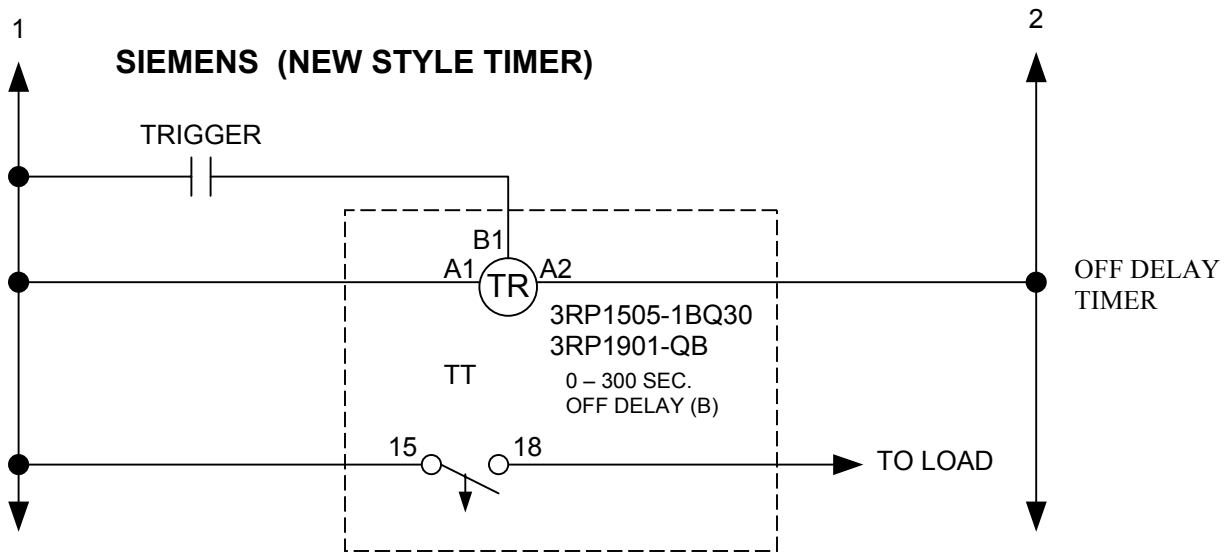 1
2
SIEMENS (NEW STYLE TIMER)
TRIGGER
B1
A1
TR
A2
OFF DELAY
TIMER
3RP1505-1BQ30
3RP1901-QB
TT
0 – 300 SEC.
OFF DELAY (B)
15
18
TO LOAD